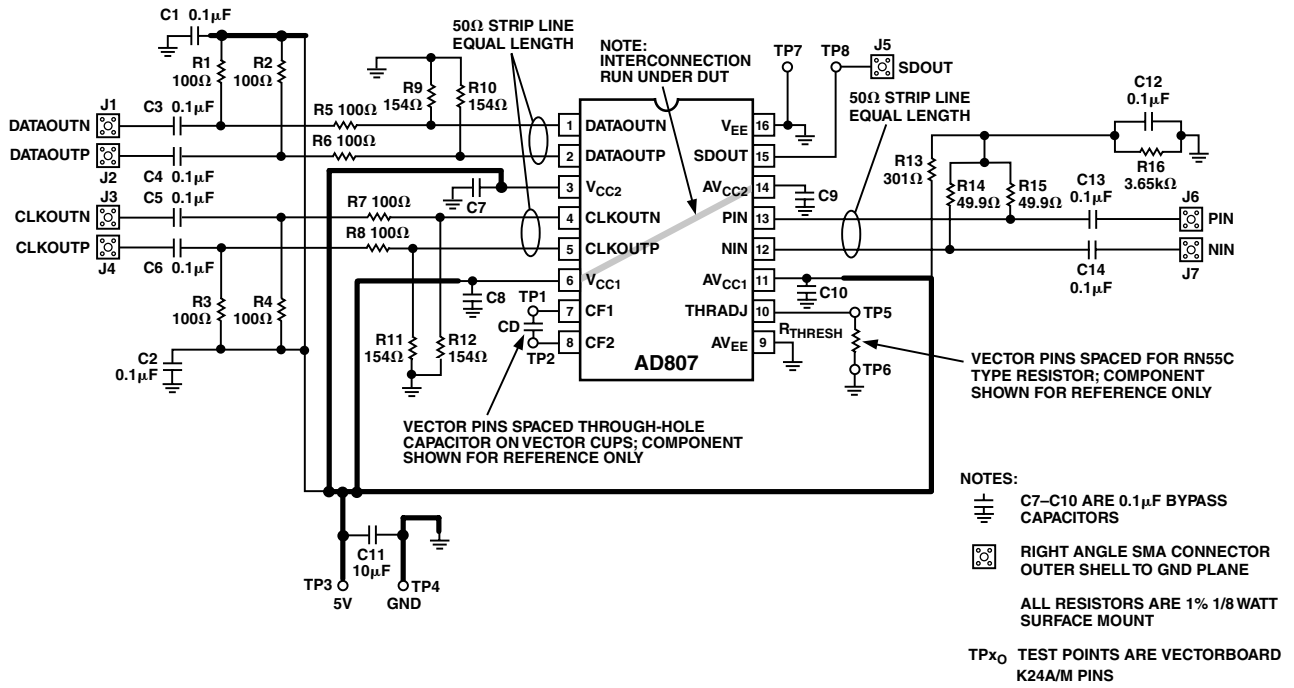 C1 0.1µF
R1
100Ω
R2
100Ω
50Ω STRIP LINE
EQUAL LENGTH
NOTE:
INTERCONNECTION
RUN UNDER DUT
TP7
TP8
J5
SDOUT
R9
154Ω
R10
154Ω
50Ω STRIP LINE
EQUAL LENGTH
C12
0.1µF
R16
3.65kΩ
J1
C3 0.1µF
DATAOUTN
R5 100Ω
DATAOUTP
R6 100Ω
J2
C4 0.1µF
J3
C5 0.1µF
CLKOUTN
R7 100Ω
CLKOUTP
R8 100Ω
J4
C6 0.1µF
C7
R3
100Ω
R4
100Ω
C2
0.1µF
R11
154Ω
R12
154Ω
C8
TP1
CD
TP2
1 DATAOUTN
2 DATAOUTP
3 VCC2
4 CLKOUTN
5 CLKOUTP
6 VCC1
7 CF1
8 CF2
VEE 16
SDOUT 15
AVCC2 14
PIN 13
NIN 12
AVCC1 11
THRADJ 10
AVEE 9
AD807
C9
C10
R13
301Ω
R14
49.9Ω
R15
49.9Ω
C13
0.1µF
J6
PIN
NIN
C14
0.1µF
J7
RTHRESH
TP5
TP6
VECTOR PINS SPACED FOR RN55C
TYPE RESISTOR; COMPONENT
SHOWN FOR REFERENCE ONLY
VECTOR PINS SPACED THROUGH-HOLE
CAPACITOR ON VECTOR CUPS; COMPONENT
SHOWN FOR REFERENCE ONLY
C11
10µF
TP3
5V
TP4
GND
NOTES:
C7–C10 ARE 0.1µF BYPASS
CAPACITORS
RIGHT ANGLE SMA CONNECTOR
OUTER SHELL TO GND PLANE
ALL RESISTORS ARE 1% 1/8 WATT
SURFACE MOUNT
TPxO TEST POINTS ARE VECTORBOARD
K24A/M PINS